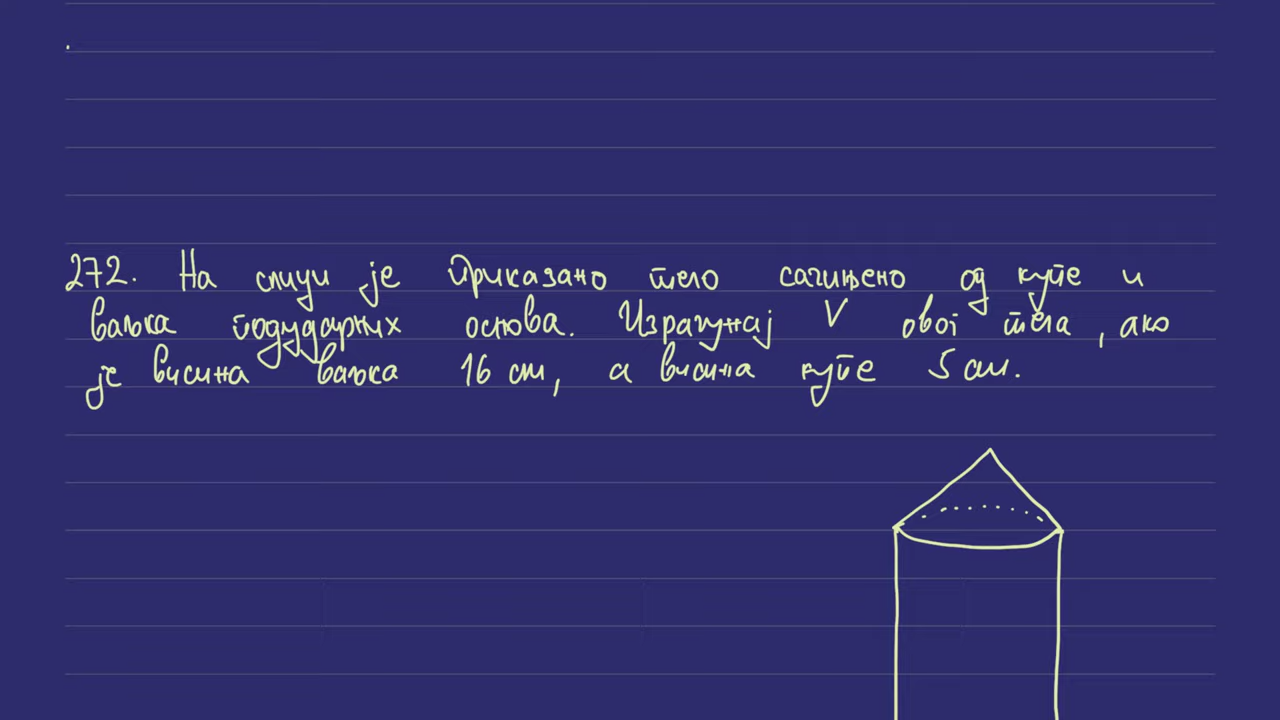 272. На слици је приказано тело сачињено од купе и
ваљка подударних основа. Израчунај V овог тела, ако
је висина ваљка 16 cm, а висина купе 5 cm.